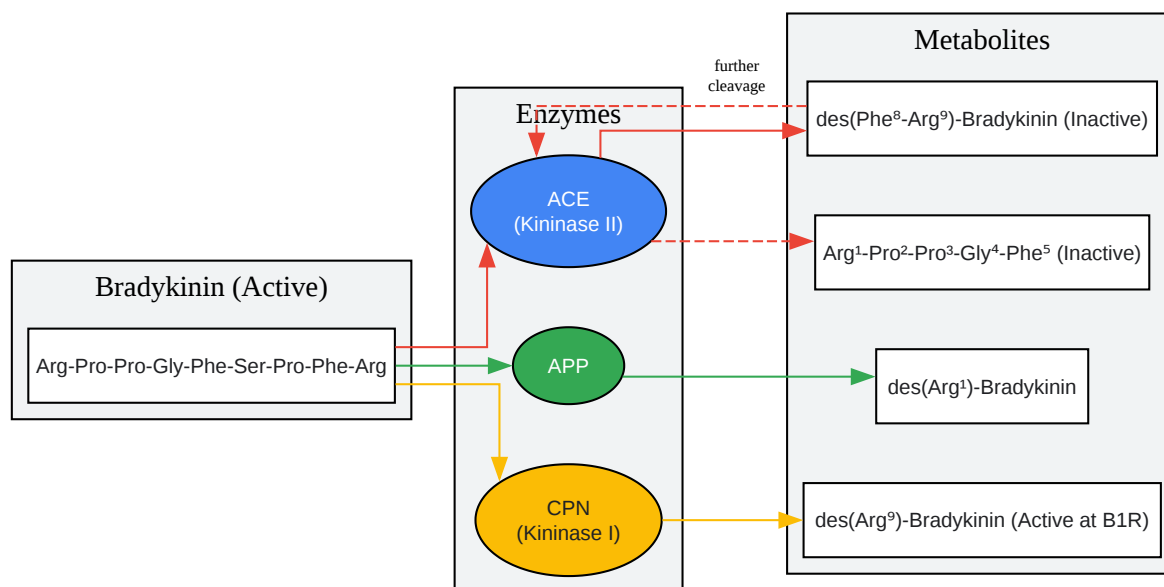 Bradykinin (Active)
Arg-Pro-Pro-Gly-Phe-Ser-Pro-Phe-Arg
Enzymes
ACE
(Kininase II)
APP
CPN
(Kininase I)
further
cleavage
Metabolites
des(Phe⁸-Arg⁹)-Bradykinin (Inactive)
Arg¹-Pro²-Pro³-Gly⁴-Phe⁵ (Inactive)
des(Arg¹)-Bradykinin
des(Arg⁹)-Bradykinin (Active at B1R)